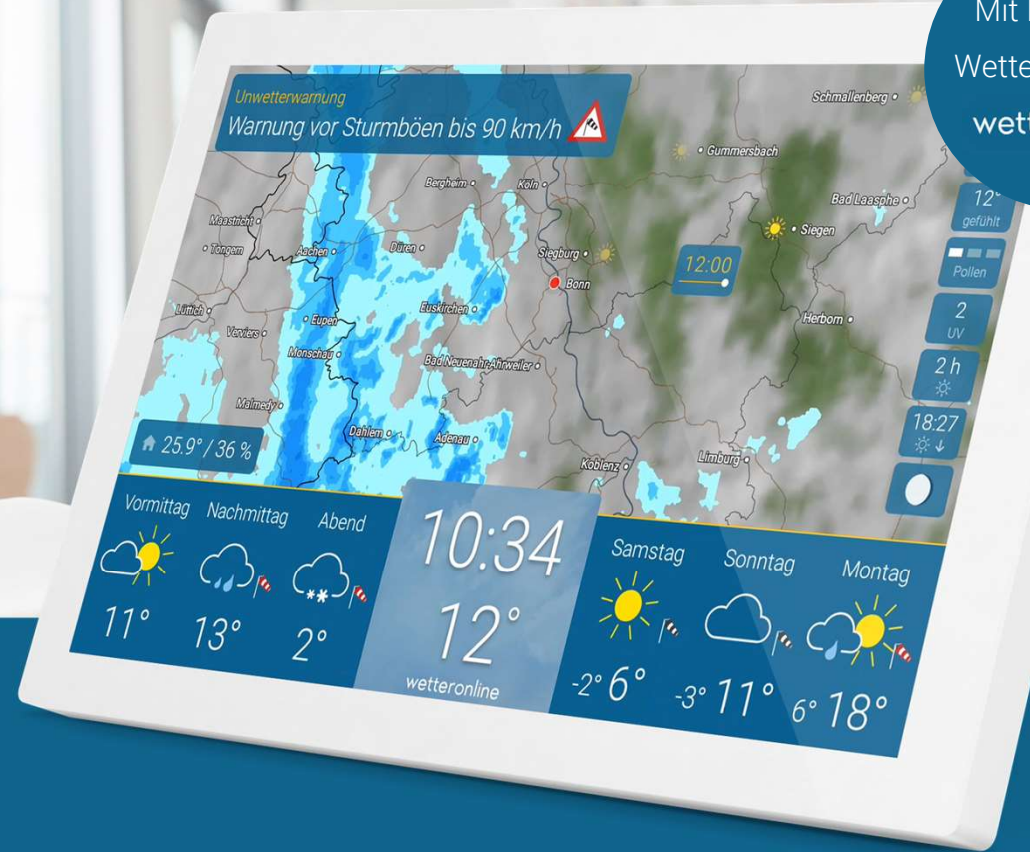 Mit
Unwetterwarnung
Warnung vor Sturmböen bis 90 km/h
Schmallenberg
Gummersbach
Bergheim
Köln
Bad Laasphe
12°
gefühlt
Maastricht
Tongern
Aachen
Düren
Siegburg
Siegen
12:00
Bonn
Pollen
Lüttich
Eupen
Euskirchen
Herborn
2
UV
Verviers
Monschau
Bad Neuenahr-Ahrweiler
2 h
Malmedy
Dahlem
Adenau
18:27
25.9° / 36 %
Koblenz
Limburg
Vormittag
Nachmittag
Abend
11°
13°
2°
10:34
12°
wetteronline
Samstag
Sonntag
Montag
-2° 6°
-3° 11°
6° 18°